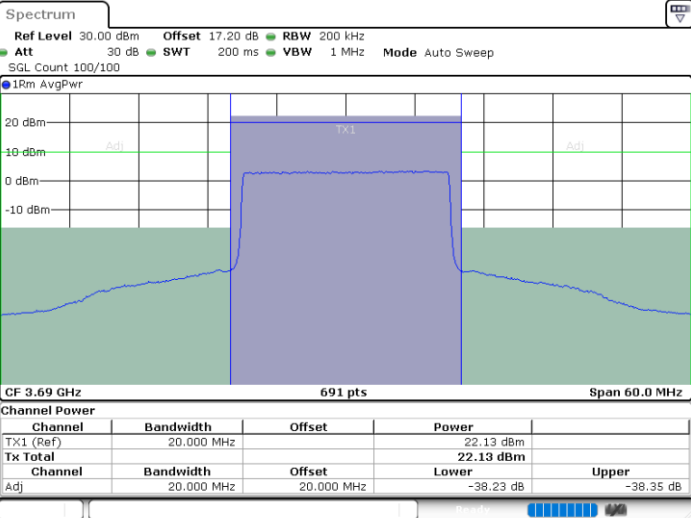 Spectrum
Ref Level 30.00 dBm Offset 17.20 dB RBW 200 kHz
Att 30 dB SWT 200 ms VBW 1 MHz Mode Auto Sweep
SGL Count 100/100
1Rm AvgPwr
20 dBm
TX1
10 dBm
Adj
Adj
0 dBm
-10 dBm
CF 3.69 GHz 691 pts Span 60.0 MHz
Channel Power
Channel Bandwidth Offset Power
TX1 (Ref) 20.000 MHz 22.13 dBm
Tx Total 22.13 dBm
Channel Bandwidth Offset Lower Upper
Adj 20.000 MHz 20.000 MHz -38.23 dB -38.35 dB
Ready